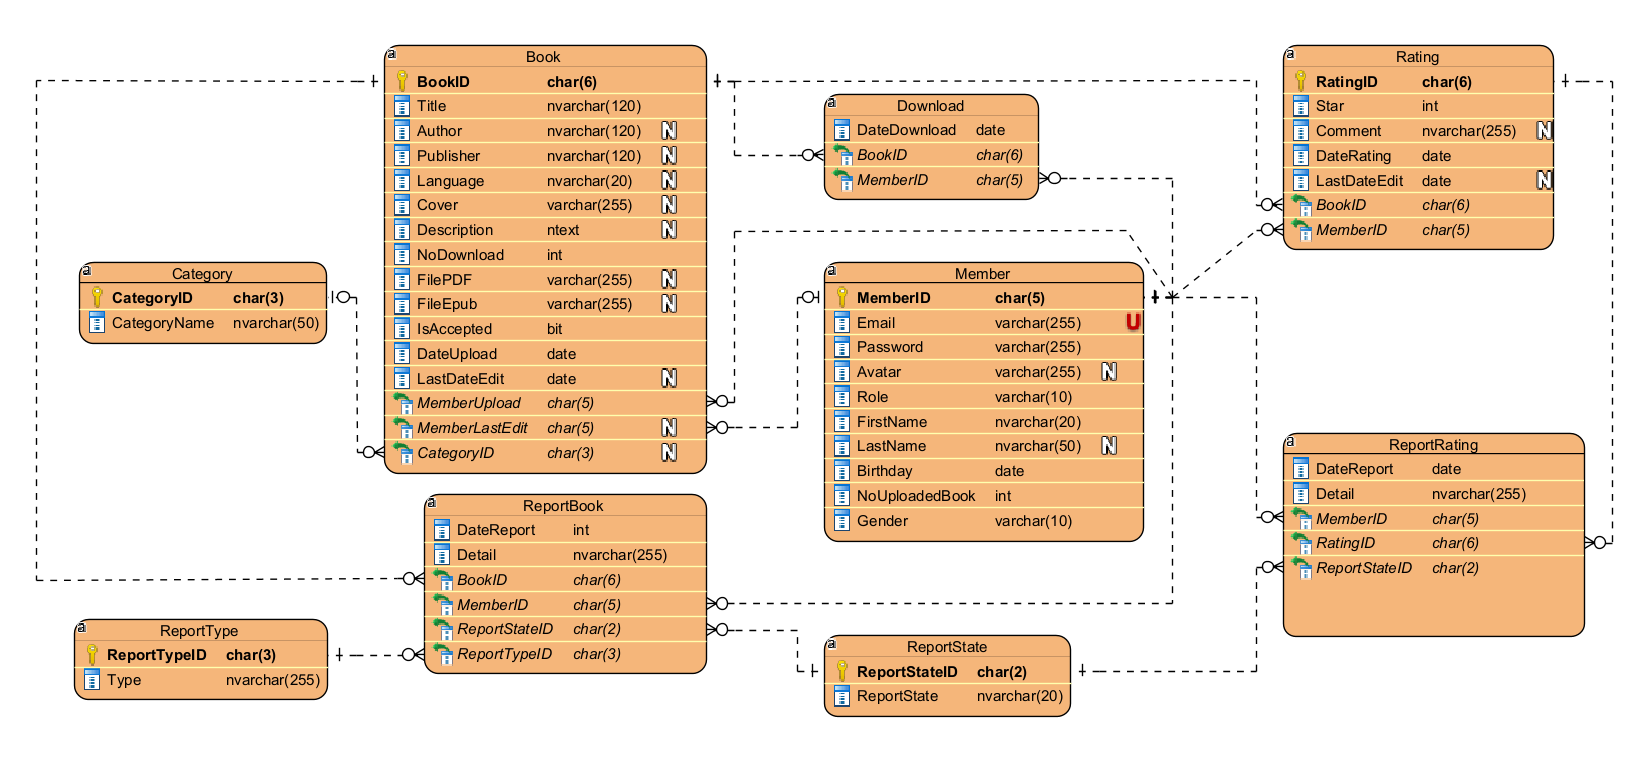 Book
BookID char(6)
Title nvarchar(120)
Author nvarchar(120) N
Publisher nvarchar(120) N
Language nvarchar(20) N
Cover varchar(255) N
Description ntext N
NoDownload int
FilePDF varchar(255) N
FileEpub varchar(255) N
IsAccepted bit
DateUpload date
LastDateEdit date N
MemberUpload char(5)
MemberLastEdit char(5) N
CategoryID char(3) N
Download
DateDownload date
BookID char(6)
MemberID char(5)
Rating
RatingID char(6)
Star int
Comment nvarchar(255) N
DateRating date
LastDateEdit date N
BookID char(6)
MemberID char(5)
Category
CategoryID char(3)
CategoryName nvarchar(50)
Member
MemberID char(5)
Email varchar(255) U
Password varchar(255)
Avatar varchar(255) N
Role varchar(10)
FirstName nvarchar(20)
LastName nvarchar(50) N
Birthday date
NoUploadedBook int
Gender varchar(10)
ReportRating
DateReport date
Detail nvarchar(255)
MemberID char(5)
RatingID char(6)
ReportStateID char(2)
ReportBook
DateReport int
Detail nvarchar(255)
BookID char(6)
MemberID char(5)
ReportStateID char(2)
ReportTypeID char(3)
ReportType
ReportTypeID char(3)
Type nvarchar(255)
ReportState
ReportStateID char(2)
ReportState nvarchar(20)